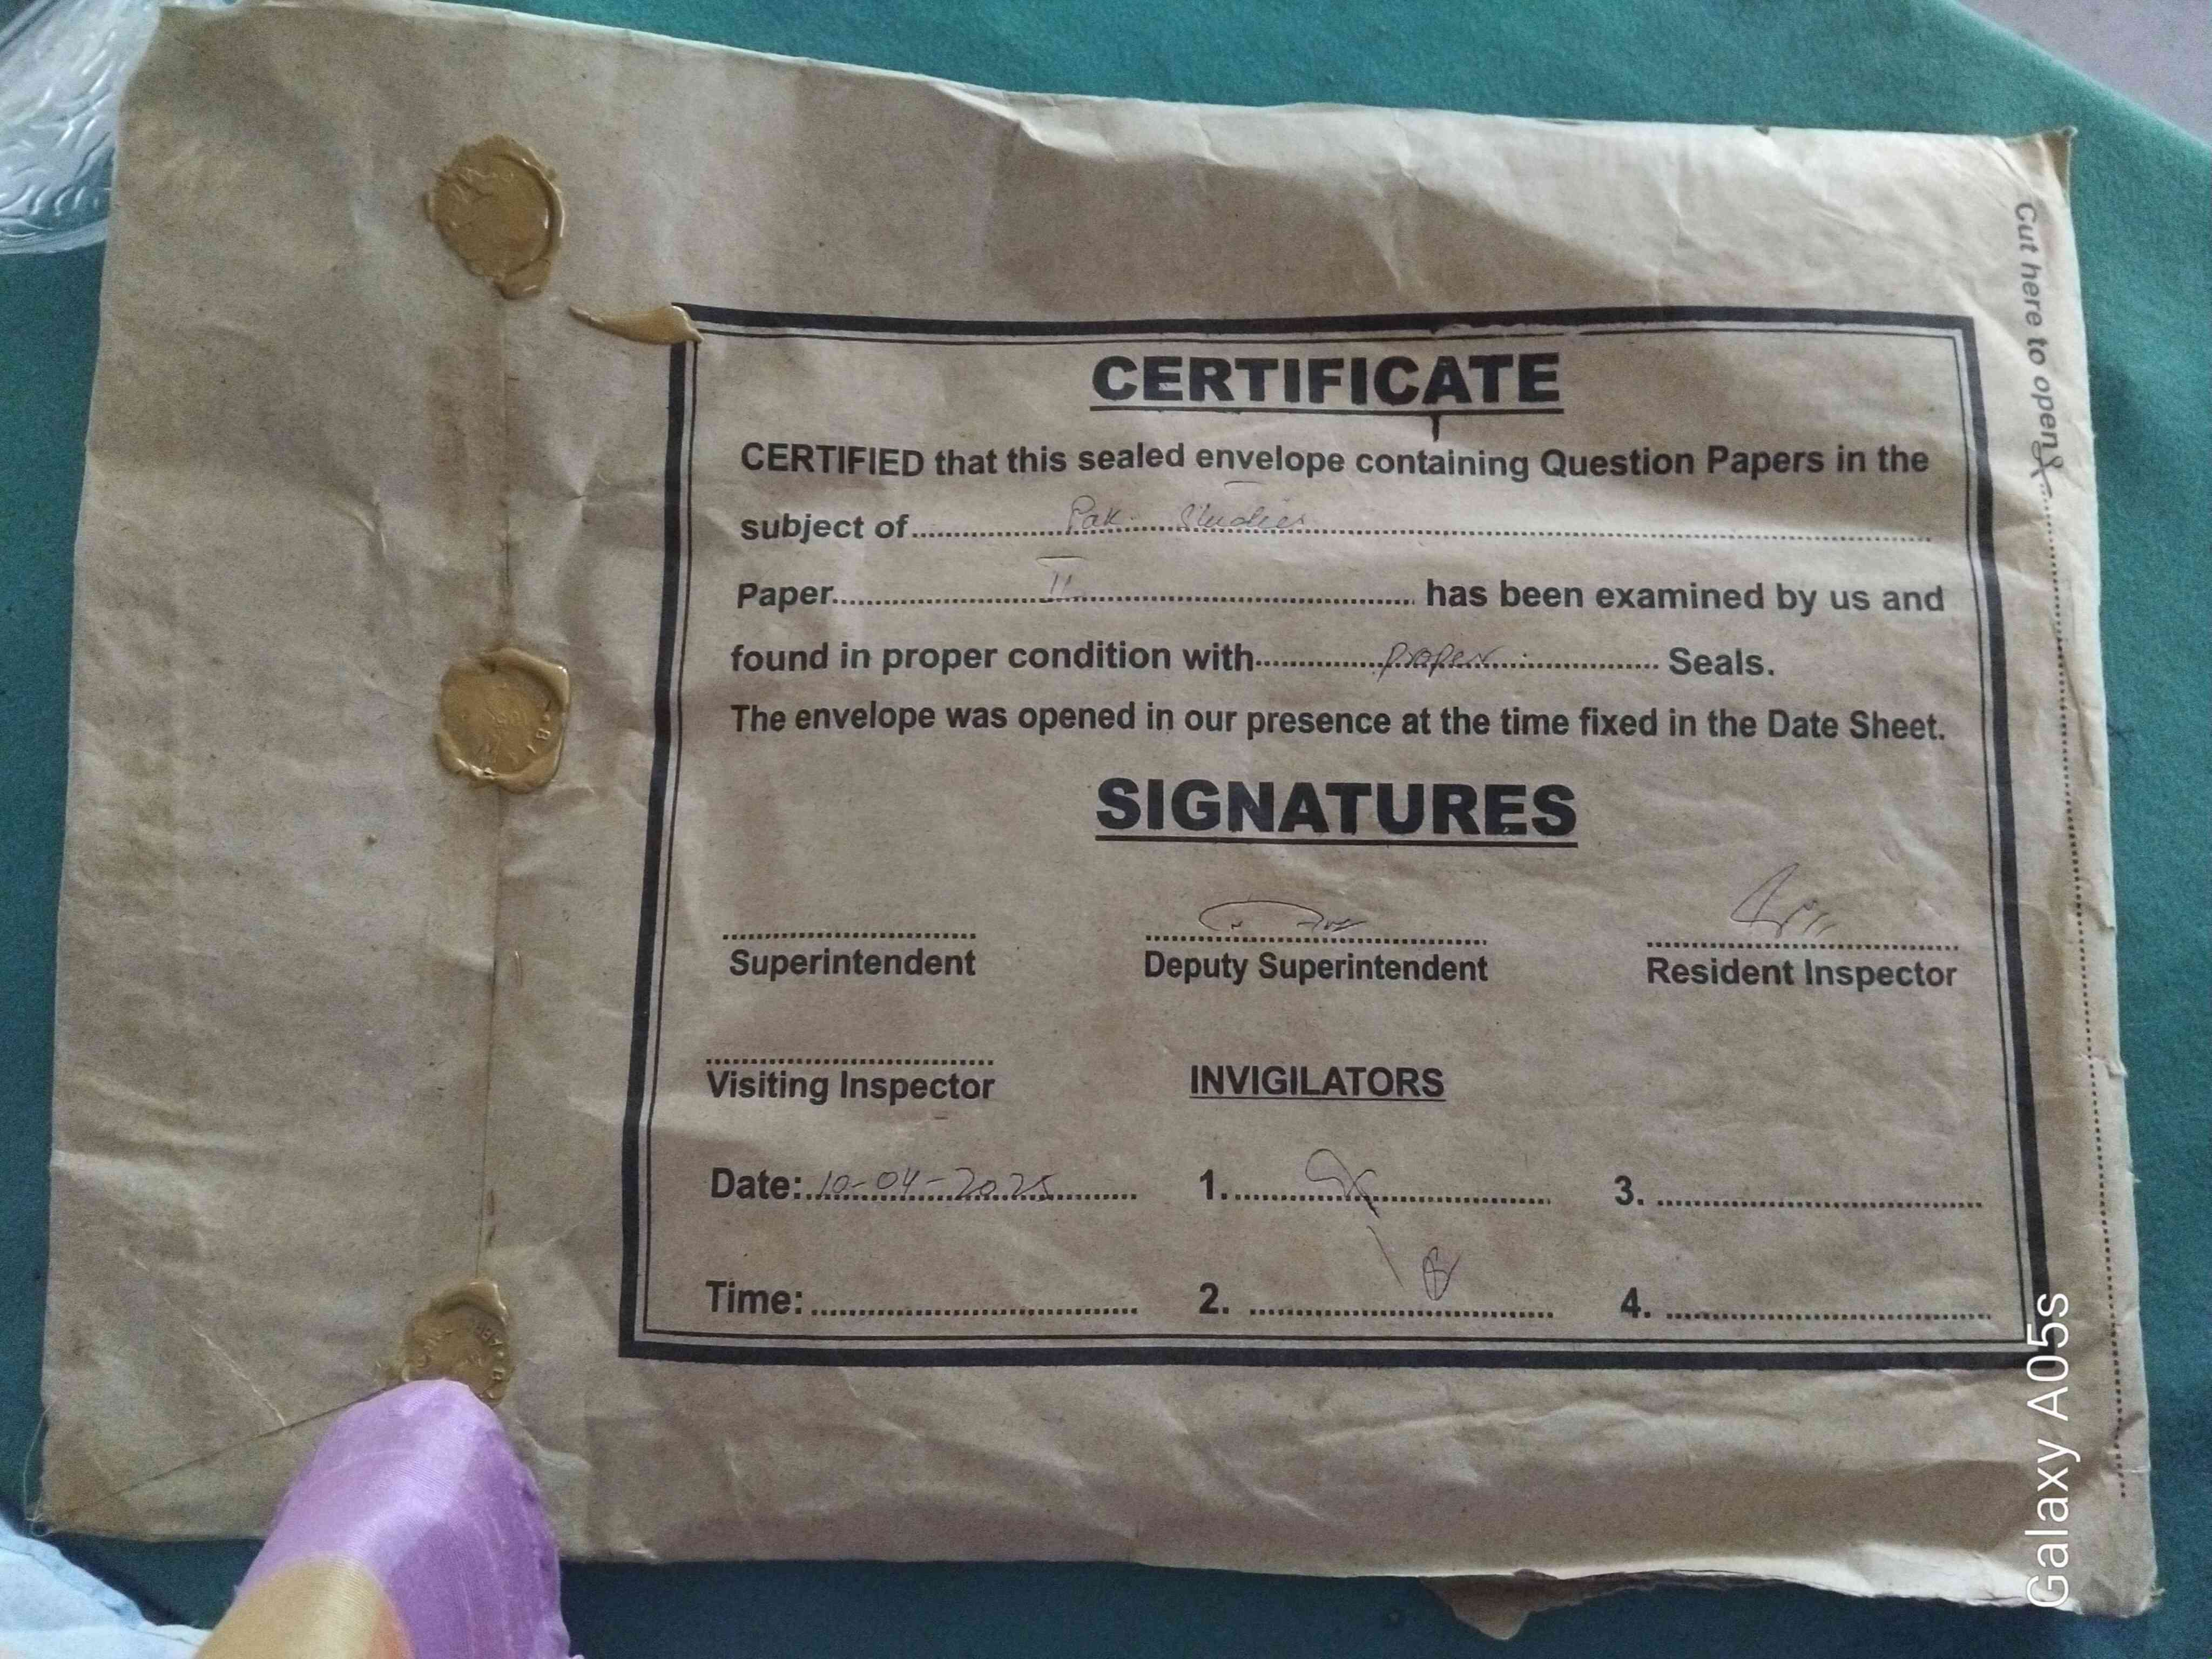 CERTIFICATE
CERTIFIED that this sealed envelope containing Question Papers in the
subject of Pak. Studies
Paper II has been examined by us and
found in proper condition with proper Seals.
The envelope was opened in our presence at the time fixed in the Date Sheet.
SIGNATURES
Superintendent
Deputy Superintendent
Resident Inspector
Visiting Inspector
INVIGILATORS
Date: 10-04-2025
1.
3.
Time:
2.
4.
Cut here to open
Galaxy A05s